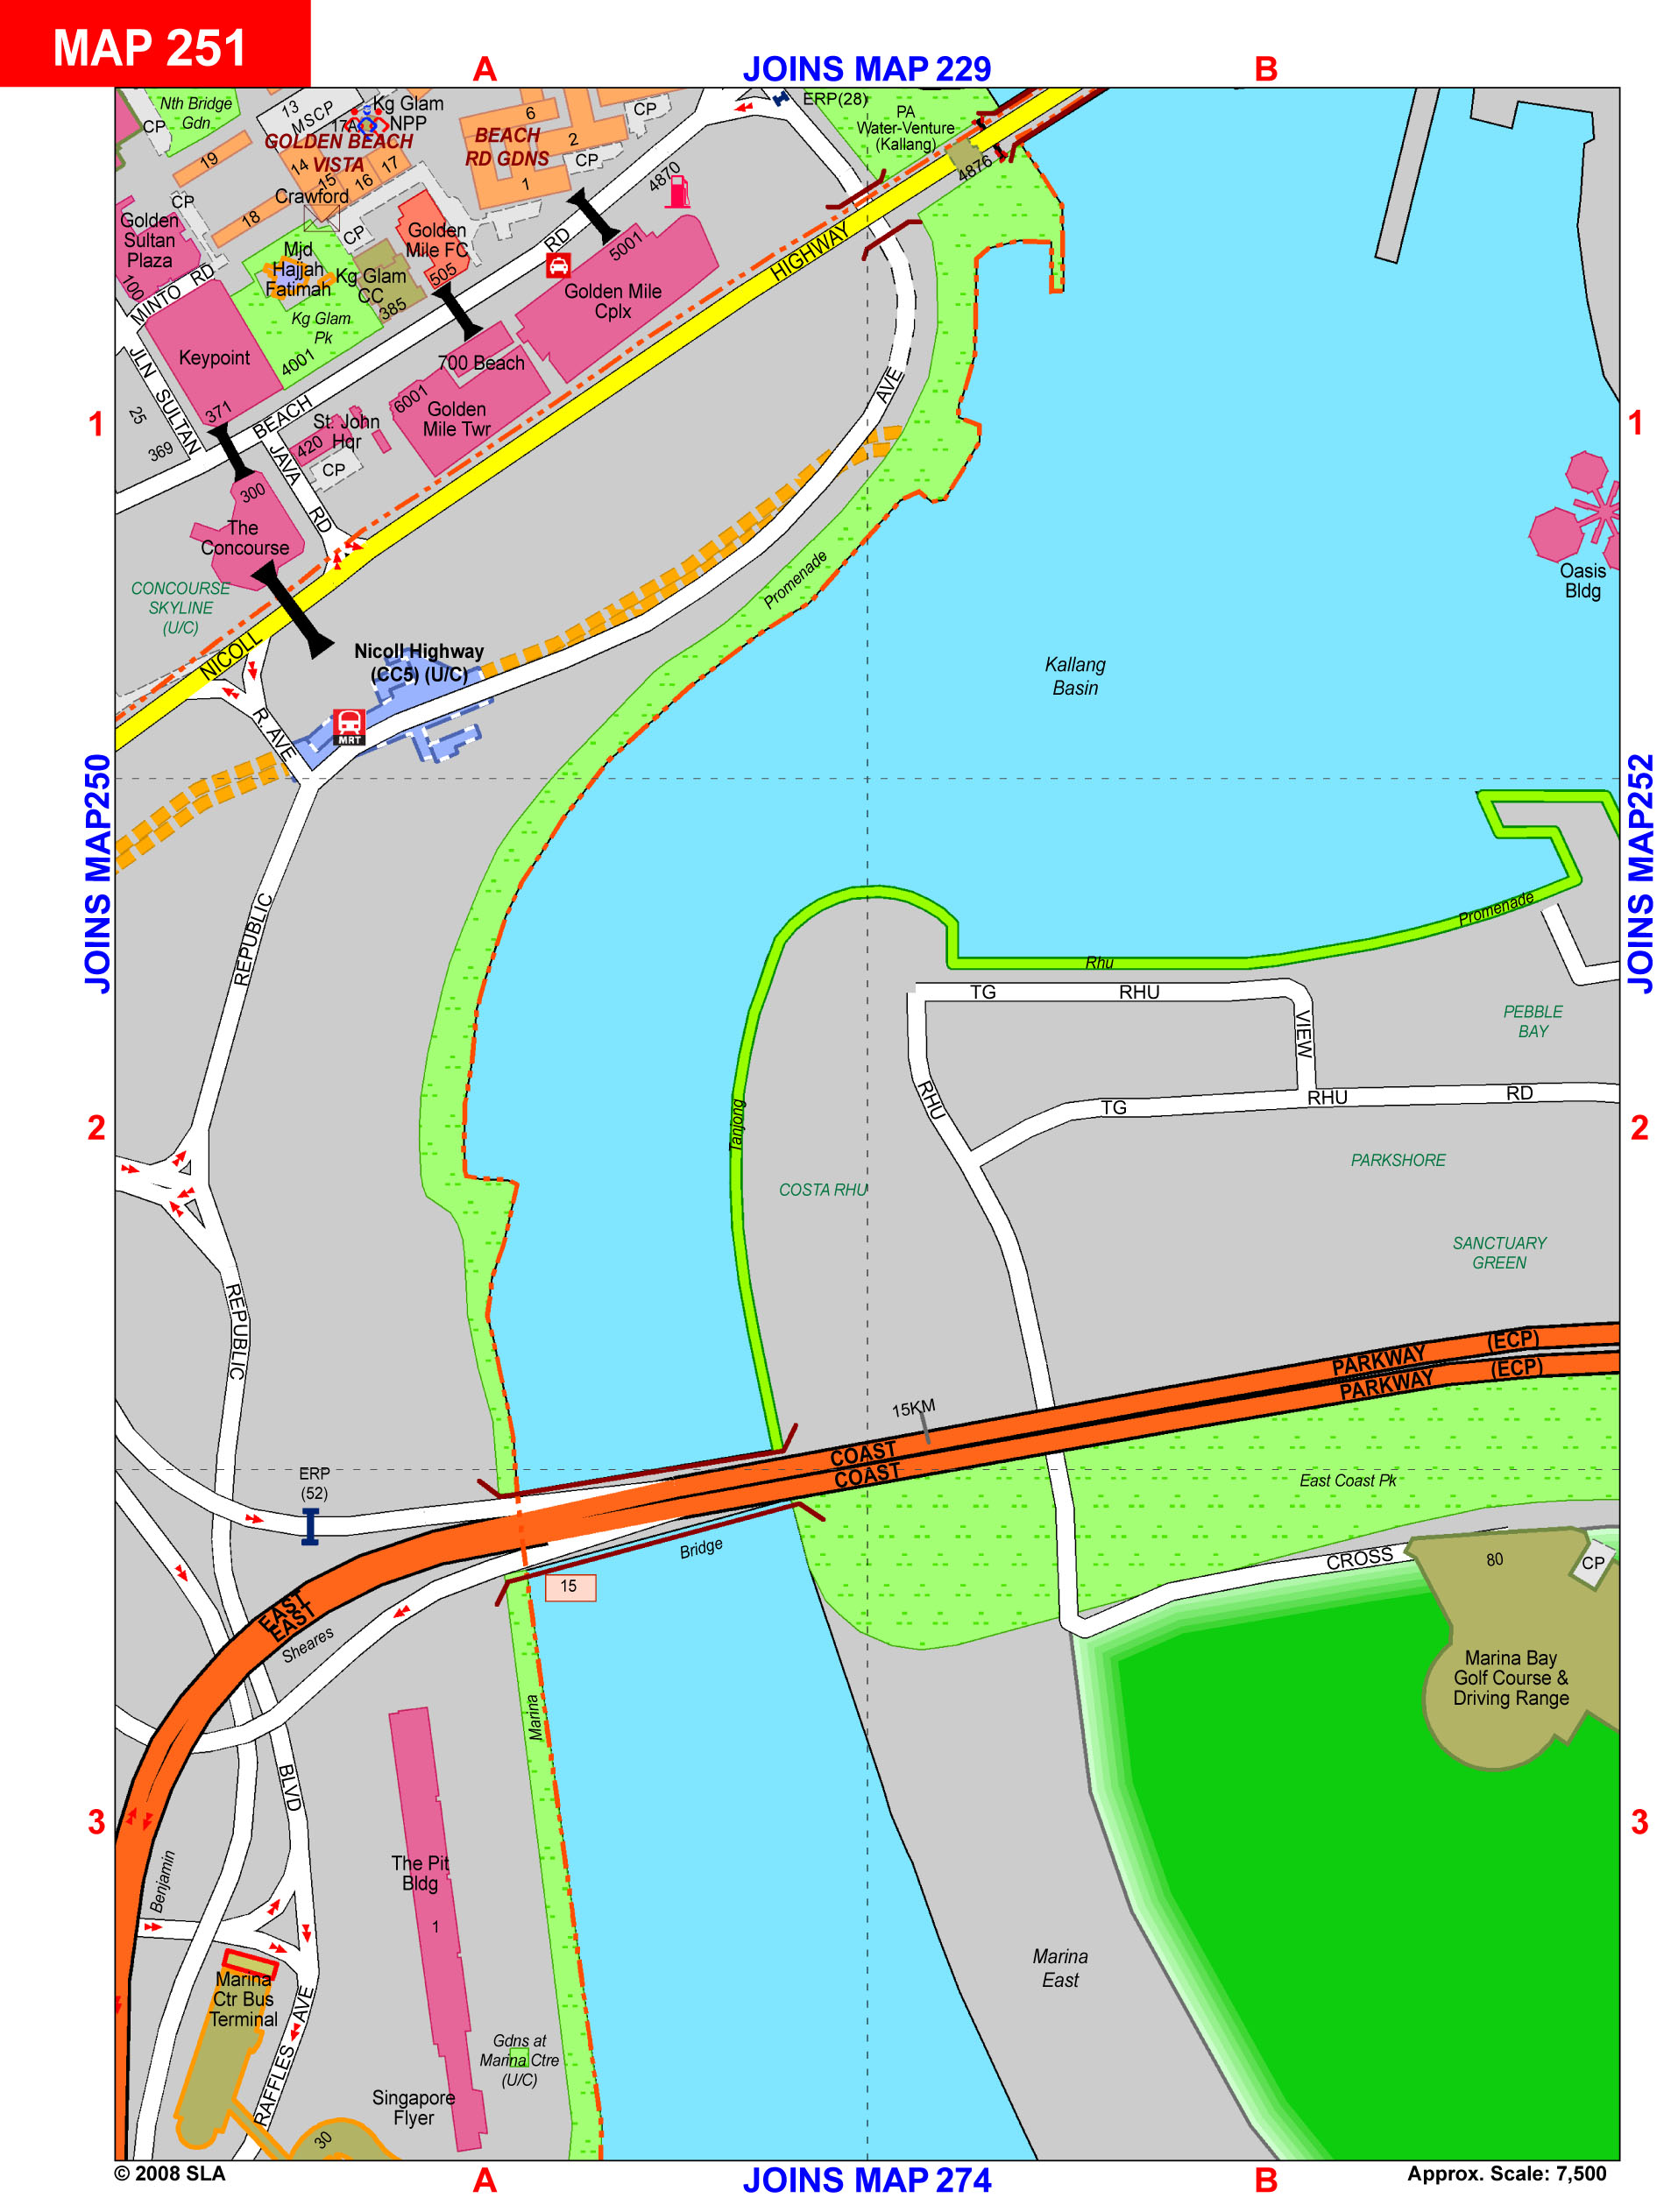 MAP 251
A
JOINS MAP 229
B
Nth Bridge
Gdn
CP
13
MSCP
17A
Kg Glam
NPP
GOLDEN BEACH
VISTA
19
14
15
16
17
18
Crawford
CP
CP
BEACH
RD GDNS
6
2
1
CP
CP
ERP(28)
PA
Water-Venture
(Kallang)
4876
4870
Golden
Sultan
Plaza
100
MINTO RD
Mjd
Hajjah
Fatimah
Kg Glam
CC
385
Golden
Mile FC
505
RD
5001
Golden Mile
Cplx
HIGHWAY
Kg Glam
Pk
4001
Keypoint
371
JLN SULTAN
25
369
BEACH
700 Beach
6001
Golden
Mile Twr
St. John
Hqr
420
CP
JAVA RD
AVE
1
1
300
The
Concourse
CONCOURSE
SKYLINE
(U/C)
Promenade
Oasis
Bldg
NICOLL
Nicoll Highway
(CC5) (U/C)
MRT
R. AVE
Kallang
Basin
JOINS MAP250
JOINS MAP252
REPUBLIC
Promenade
Rhu
TG RHU
VIEW
PEBBLE
BAY
RHU
TG RHU RD
Tanjong
2
2
COSTA RHU
PARKSHORE
SANCTUARY
GREEN
REPUBLIC
PARKWAY (ECP)
PARKWAY (ECP)
15KM
COAST
COAST
East Coast Pk
ERP
(52)
Bridge
15
EAST
EAST
Sheares
CROSS
80
CP
Marina Bay
Golf Course &
Driving Range
Marina
BLVD
3
3
Benjamin
The Pit
Bldg
1
Marina
East
Marina
Ctr Bus
Terminal
RAFFLES AVE
Gdns at
Marina Ctre
(U/C)
Singapore
Flyer
30
© 2008 SLA
A
JOINS MAP 274
B
Approx. Scale: 7,500